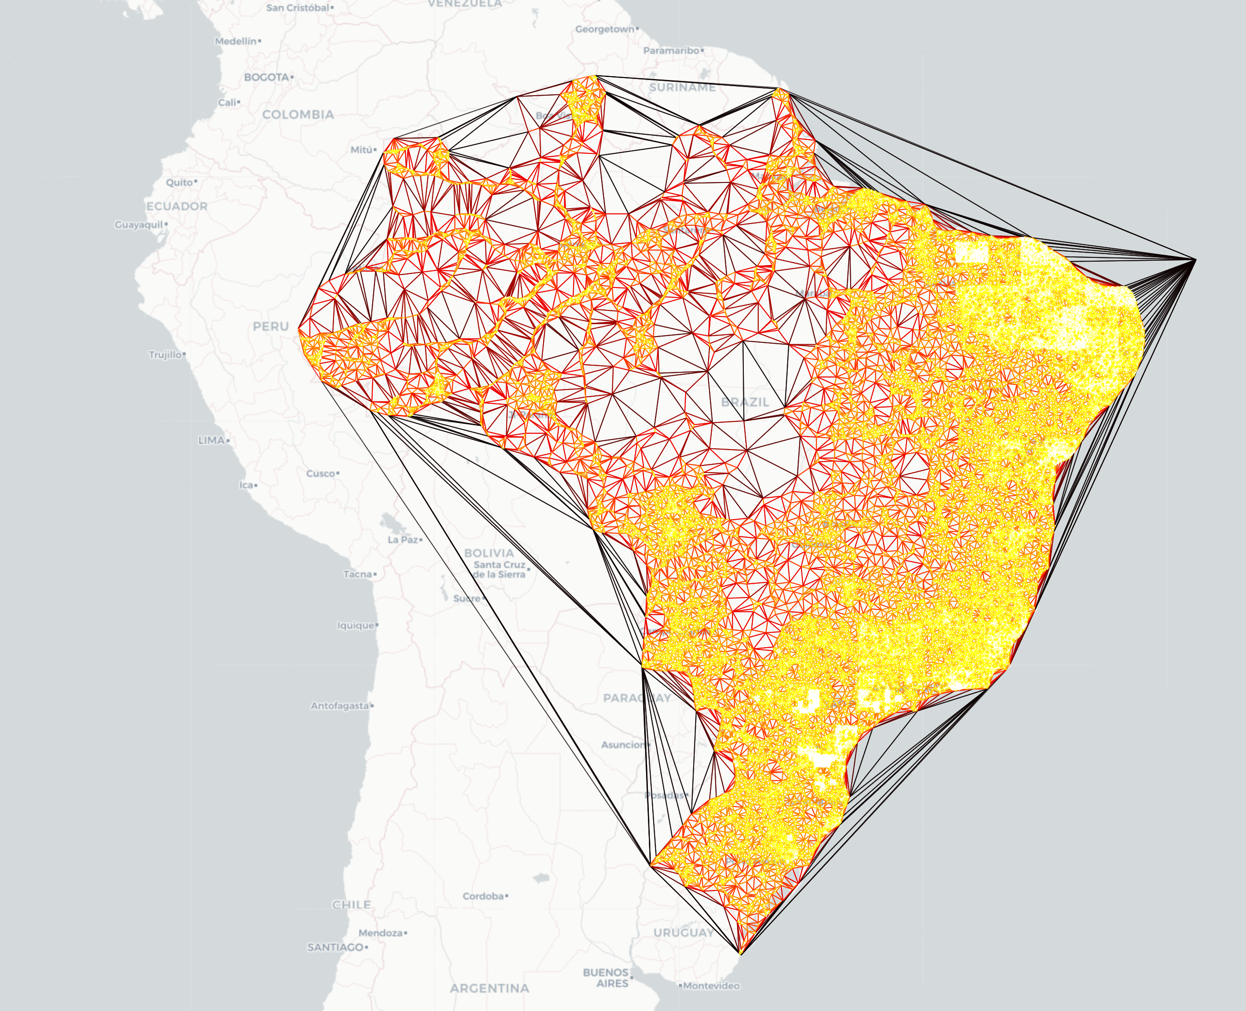 VENEZUELA
San Cristóbal
Georgetown
Medellín
Paramaribo
BOGOTA
SURINAME
Cali
COLOMBIA
Mitú
Quito
ECUADOR
Guayaquil
PERU
Trujillo
BRAZIL
LIMA
Cusco
Ica
La Paz
BOLIVIA
Santa Cruz
de la Sierra
Tacna
Sucre
Iquique
PARAGUAY
Antofagasta
Asuncion
Posadas
Cordoba
CHILE
URUGUAY
Mendoza
SANTIAGO
BUENOS
AIRES
Montevideo
ARGENTINA